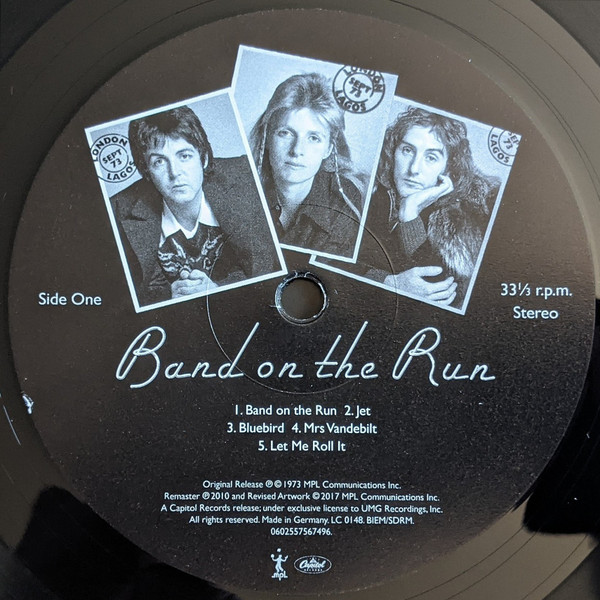 LONDON
SEPT
73
LAGOS
LONDON
SEPT
73
LAGOS
SEPT
73
LAGOS
Side One
33⅓ r.p.m.
Stereo
Band on the Run
1. Band on the Run 2. Jet
3. Bluebird 4. Mrs Vandebilt
5. Let Me Roll It
Original Release ℗©1973 MPL Communications Inc.
Remaster ℗2010 and Revised Artwork ©2017 MPL Communications Inc.
A Capitol Records release; under exclusive license to UMG Recordings, Inc.
All rights reserved. Made in Germany. LC 0148. BIEM/SDRM.
0602557567496.
mpL
Capitol
RECORDS